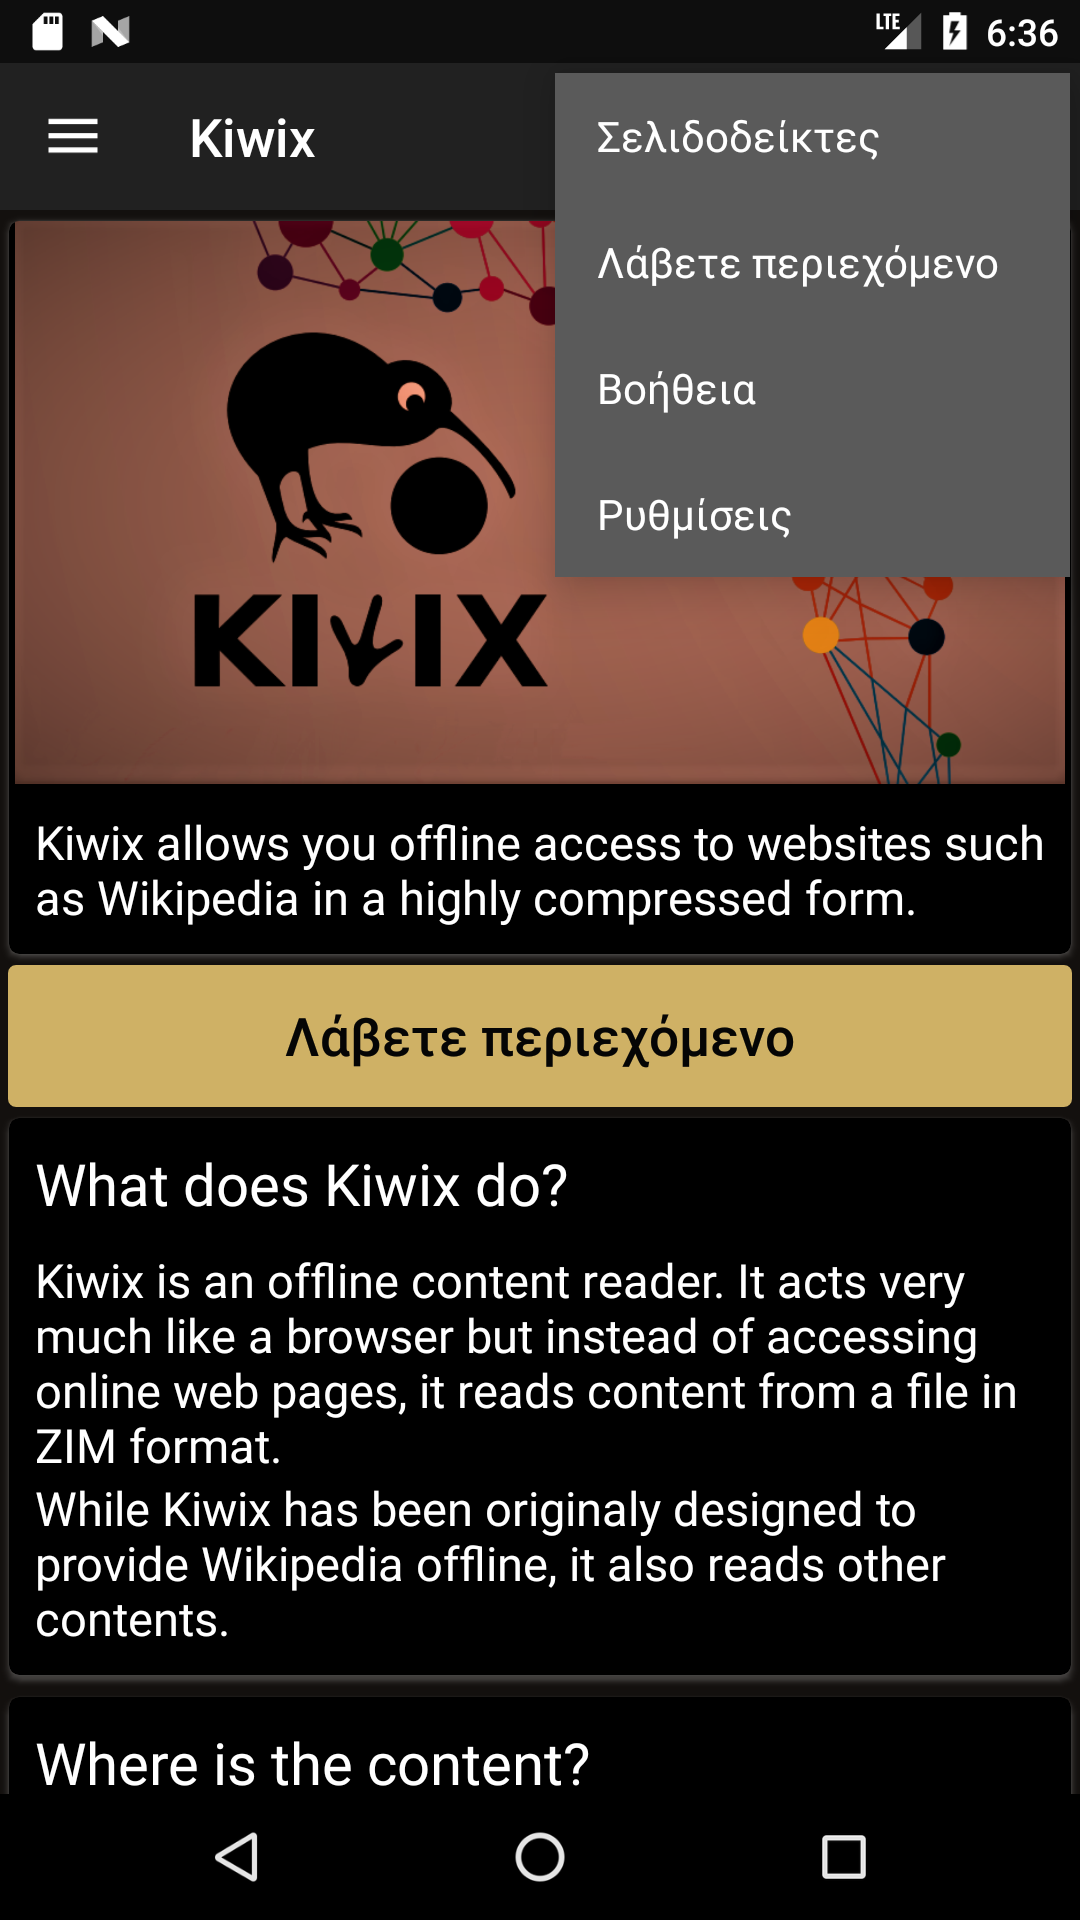 LTE 6:36
Kiwix
Σελιδοδείκτες
Λάβετε περιεχόμενο
Βοήθεια
Ρυθμίσεις
KIWIX
Kiwix allows you offline access to websites such
as Wikipedia in a highly compressed form.
Λάβετε περιεχόμενο
What does Kiwix do?
Kiwix is an offline content reader. It acts very
much like a browser but instead of accessing
online web pages, it reads content from a file in
ZIM format.
While Kiwix has been originaly designed to
provide Wikipedia offline, it also reads other
contents.
Where is the content?